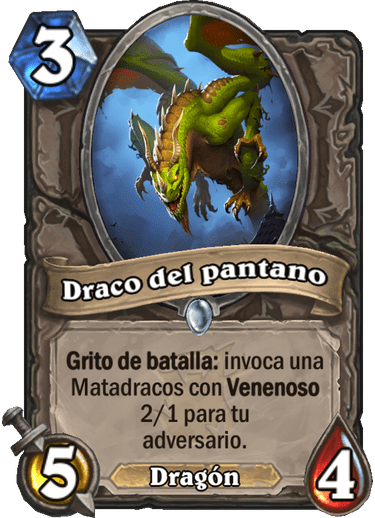 3
Draco del pantano
Grito de batalla: invoca una
Matadracos con Venenoso
2/1 para tu
adversario.
5
Dragón
4